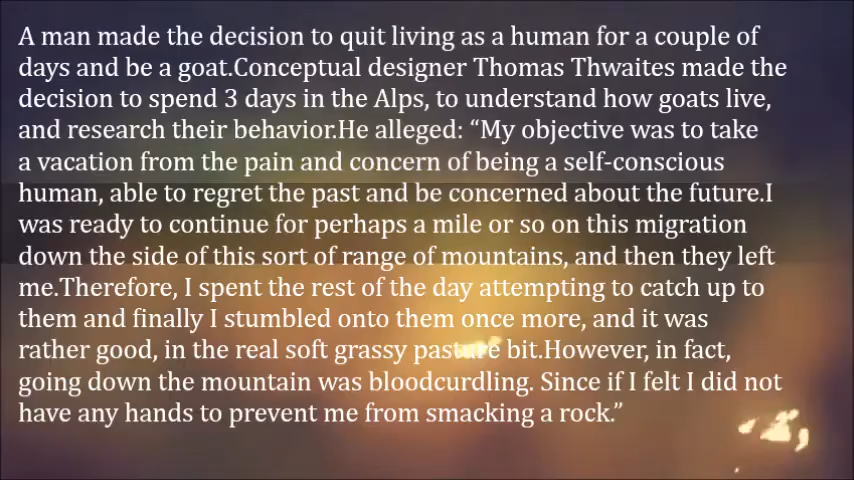 A man made the decision to quit living as a human for a couple of
days and be a goat.Conceptual designer Thomas Thwaites made the
decision to spend 3 days in the Alps, to understand how goats live,
and research their behavior.He alleged: “My objective was to take
a vacation from the pain and concern of being a self-conscious
human, able to regret the past and be concerned about the future.I
was ready to continue for perhaps a mile or so on this migration
down the side of this sort of range of mountains, and then they left
me.Therefore, I spent the rest of the day attempting to catch up to
them and finally I stumbled onto them once more, and it was
rather good, in the real soft grassy pasture bit.However, in fact,
going down the mountain was bloodcurdling. Since if I felt I did not
have any hands to prevent me from smacking a rock.”